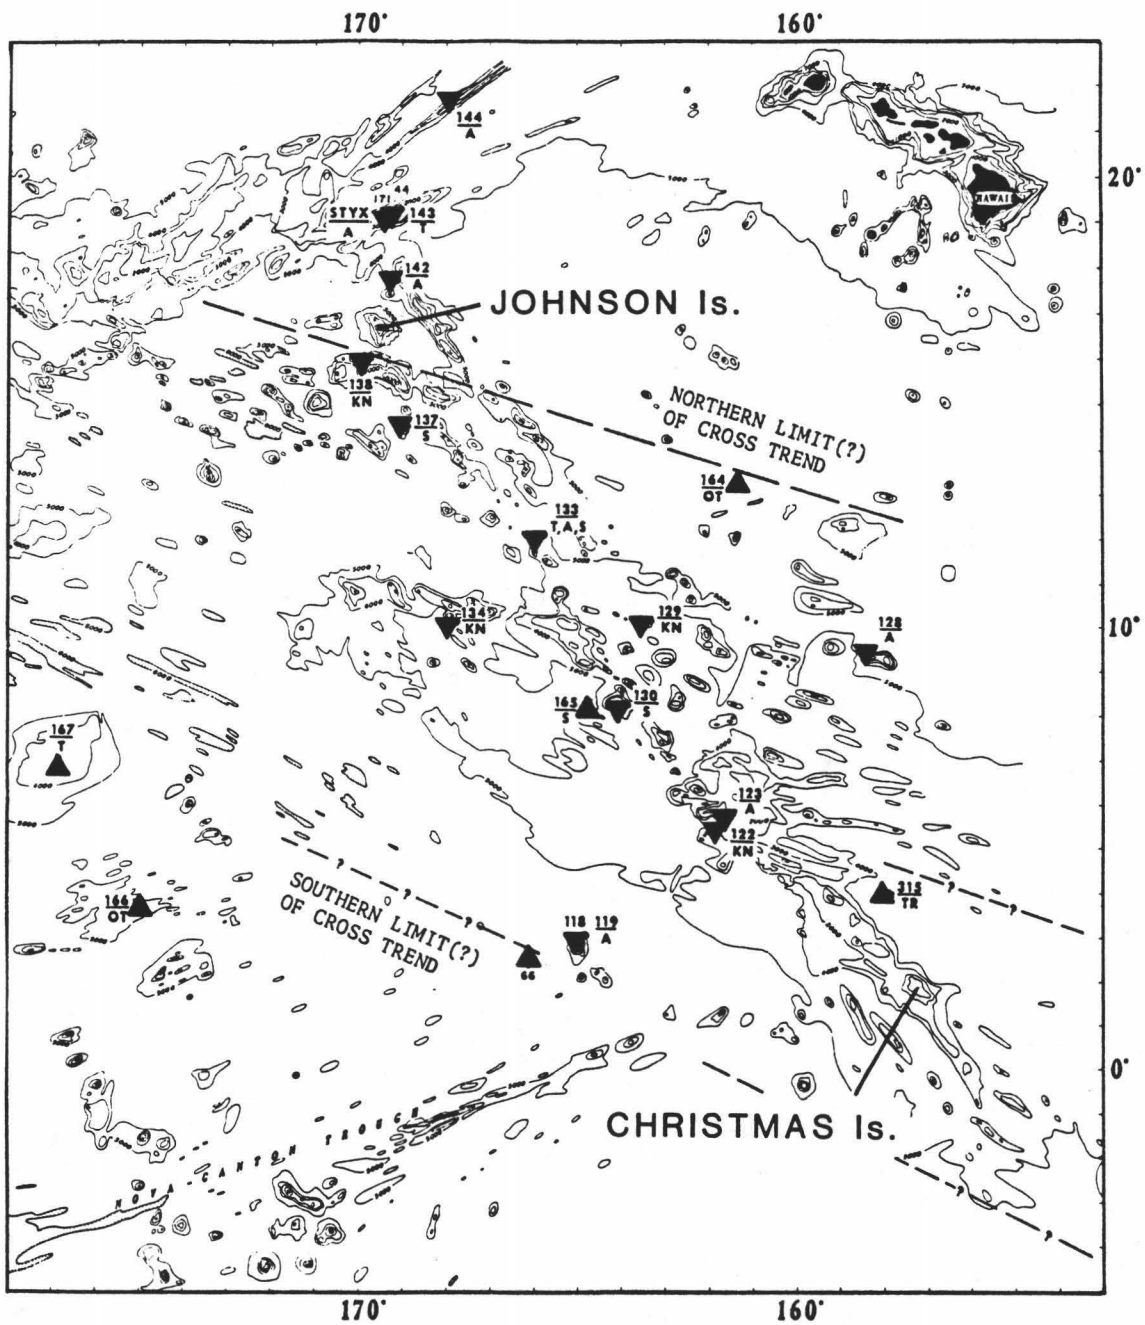 170° 160°
144
A
20°
HAWAII
171 44
STYX
A
143
T
142
A
JOHNSON Is.
138
KN
137
S
NORTHERN LIMIT(?)
OF CROSS TREND
164
OT
133
T,A,S
134
KN
129
KN
128
A
10°
165
S
130
S
167
T
123
A
122
KN
SOUTHERN LIMIT(?)
OF CROSS TREND
?
?
?
166
OT
315
TR
?
118
119
A
66
0°
CHRISTMAS Is.
NOVA CANTON TROUGH
?
?
170° 160°